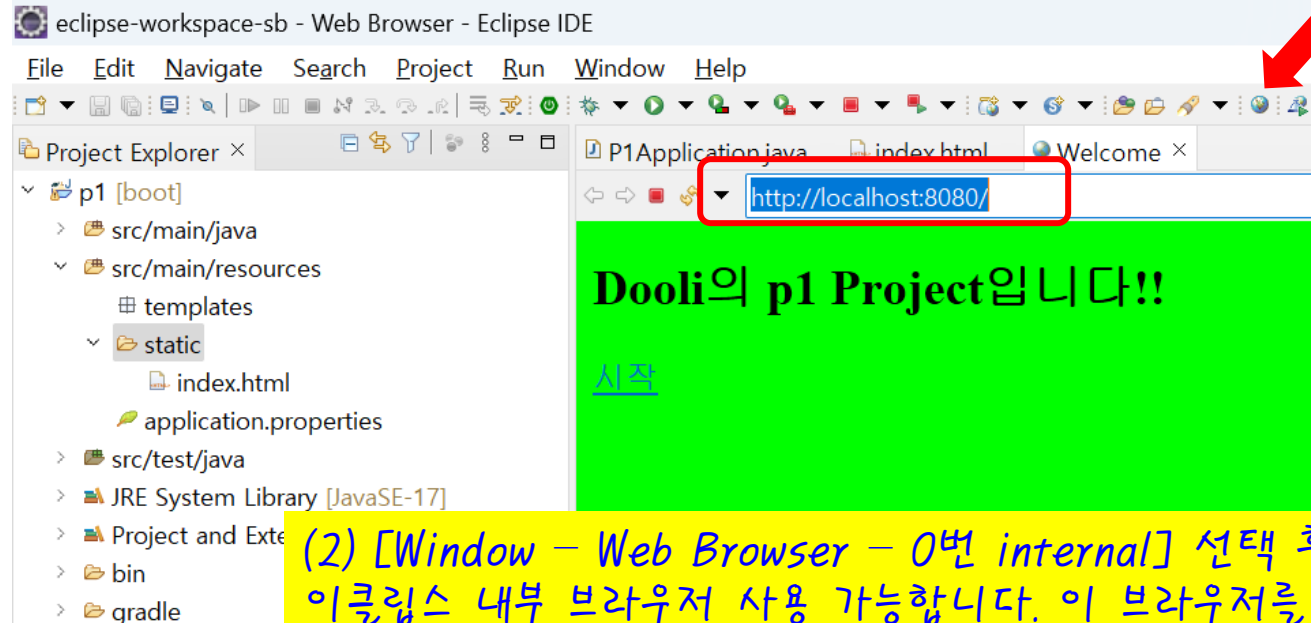 eclipse-workspace-sb - Web Browser - Eclipse IDE
File Edit Navigate Search Project Run Window Help
Project Explorer ×
P1Application.java index.html Welcome ×
p1 [boot]
http://localhost:8080/
src/main/java
src/main/resources
templates
static
index.html
application.properties
src/test/java
JRE System Library [JavaSE-17]
Project and Exte
bin
gradle
Dooli의 p1 Project입니다!!
시작
(2) [Window – Web Browser – 0번 internal] 선택 후
이클립스 내부 브라우저 사용 가능합니다. 이 브라우저를